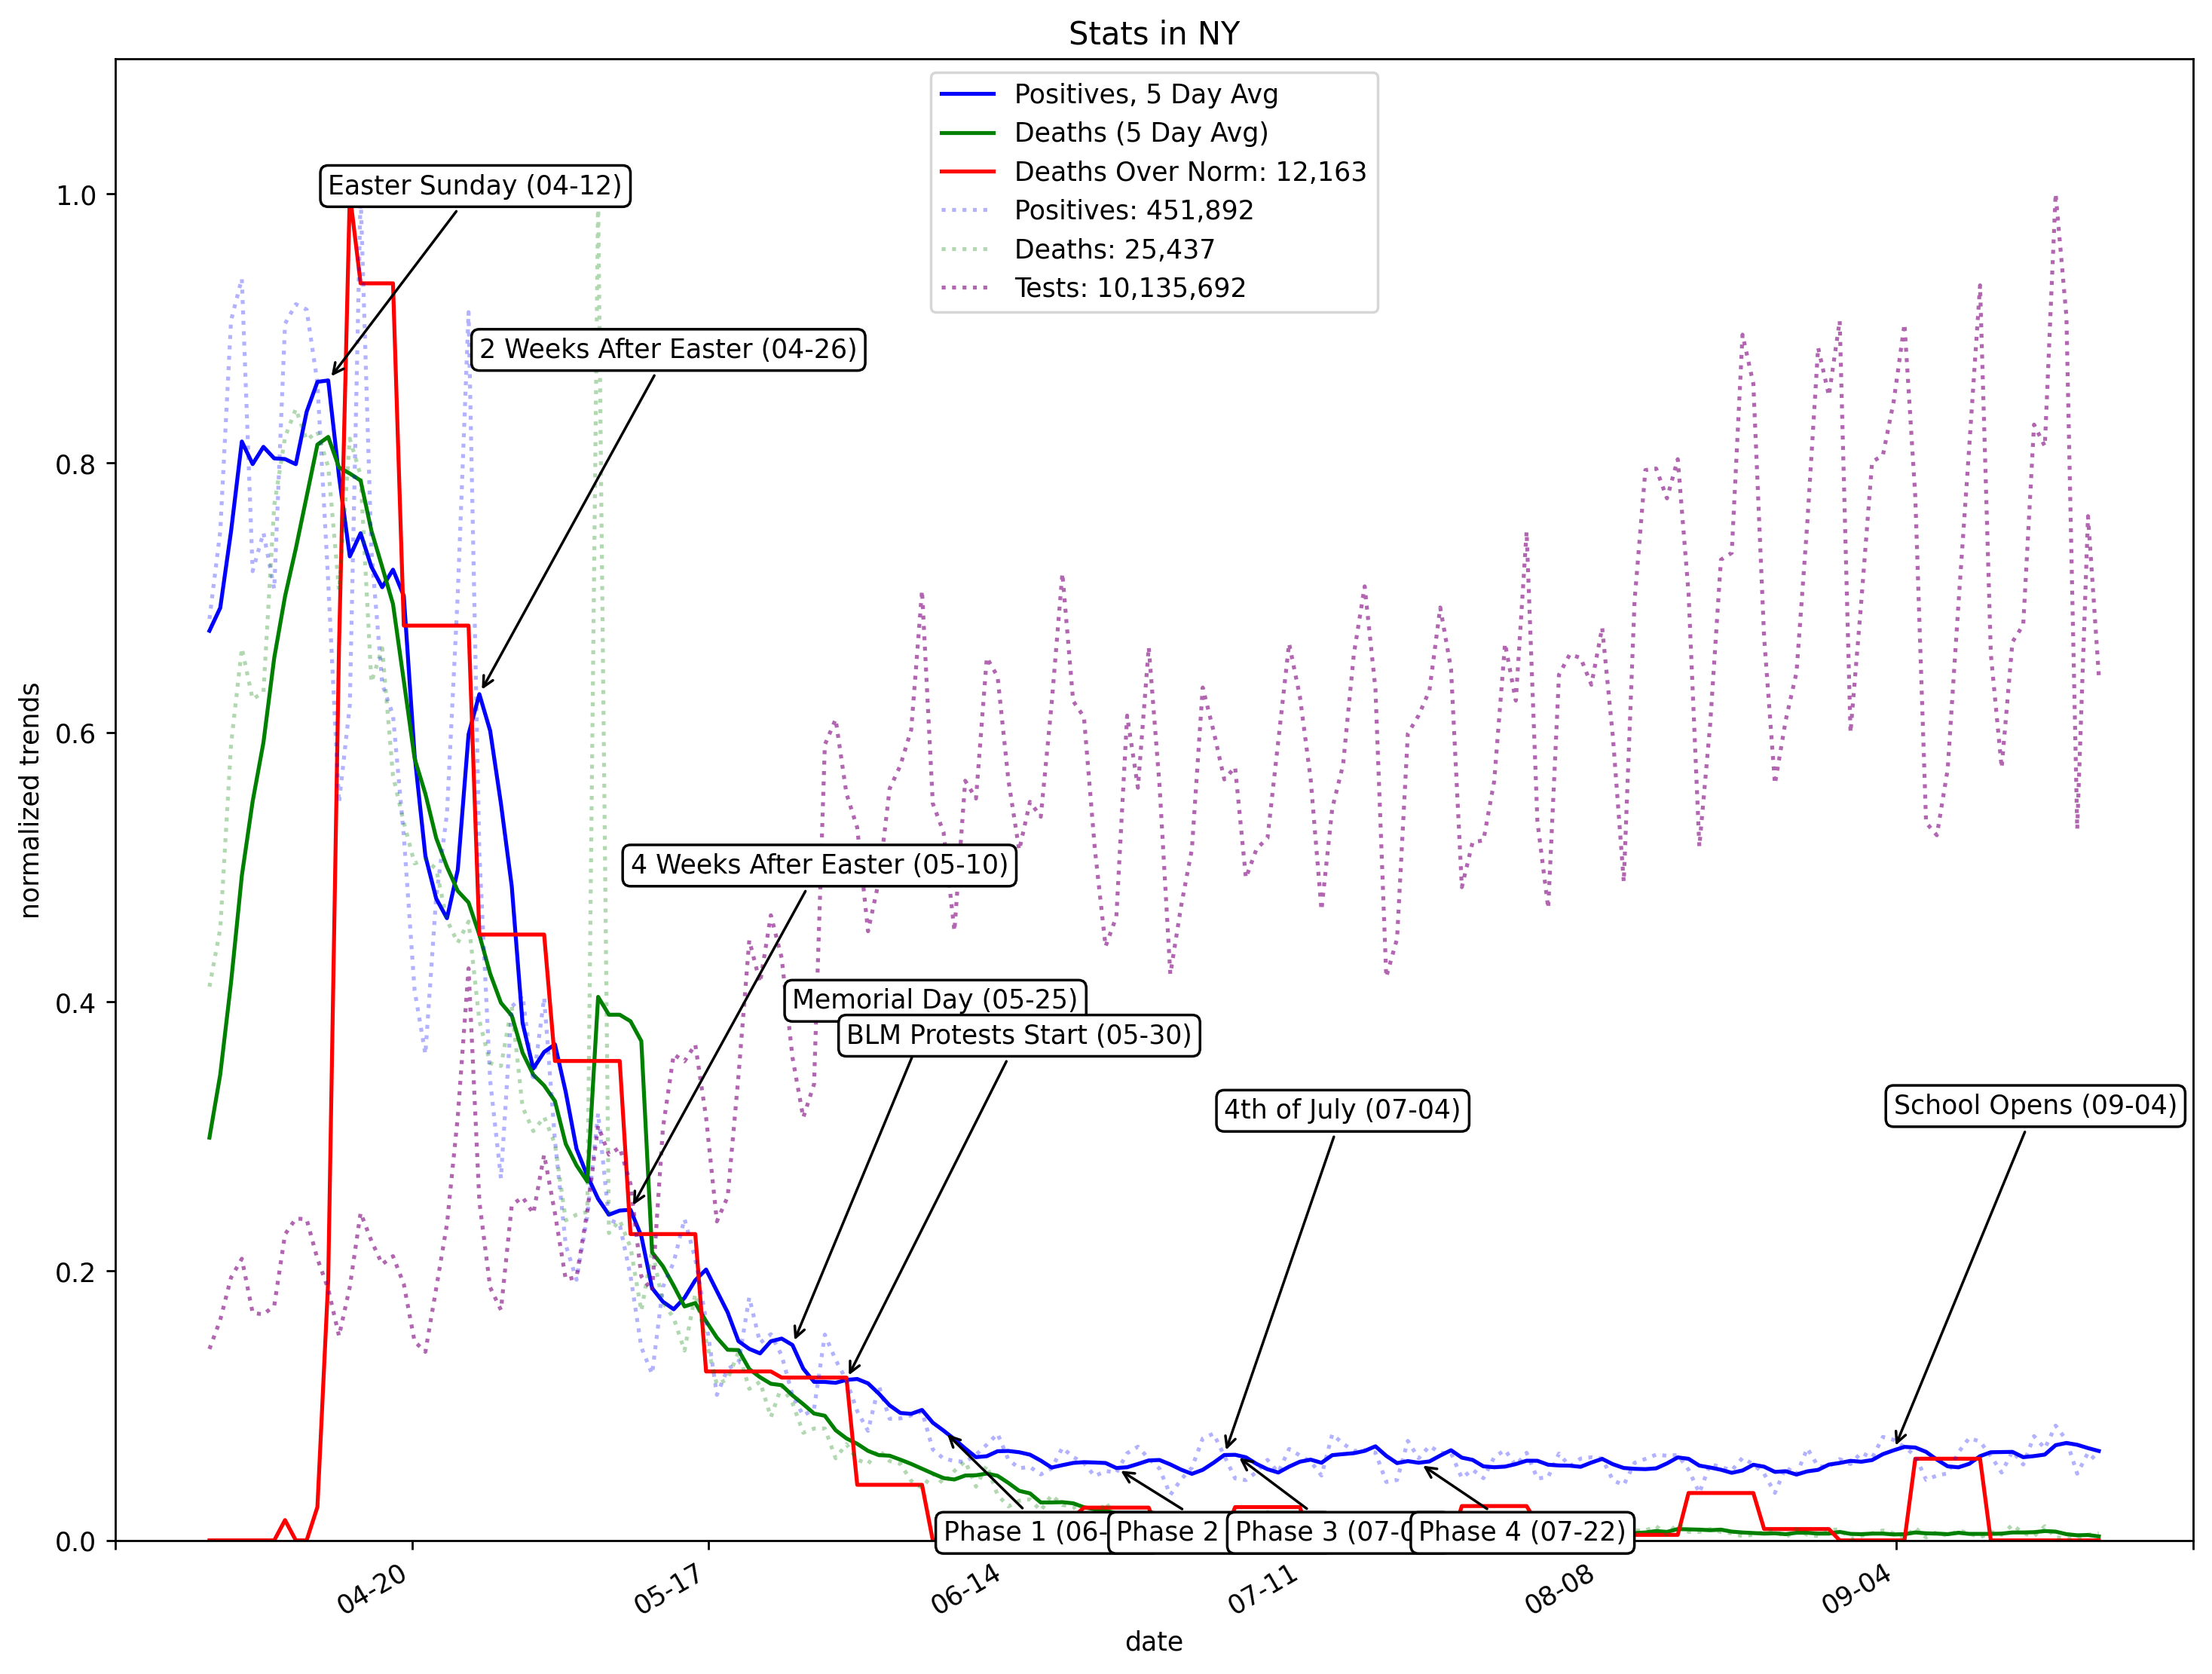 Stats in NY
Positives, 5 Day Avg
Deaths (5 Day Avg)
Deaths Over Norm: 12,163
Positives: 451,892
Deaths: 25,437
Tests: 10,135,692
Easter Sunday (04-12)
2 Weeks After Easter (04-26)
4 Weeks After Easter (05-10)
Memorial Day (05-25)
BLM Protests Start (05-30)
4th of July (07-04)
School Opens (09-04)
Phase 1 (06-
Phase 2
Phase 3 (07-0
Phase 4 (07-22)
normalized trends
1.0
0.8
0.6
0.4
0.2
0.0
04-20
05-17
06-14
07-11
08-08
09-04
date